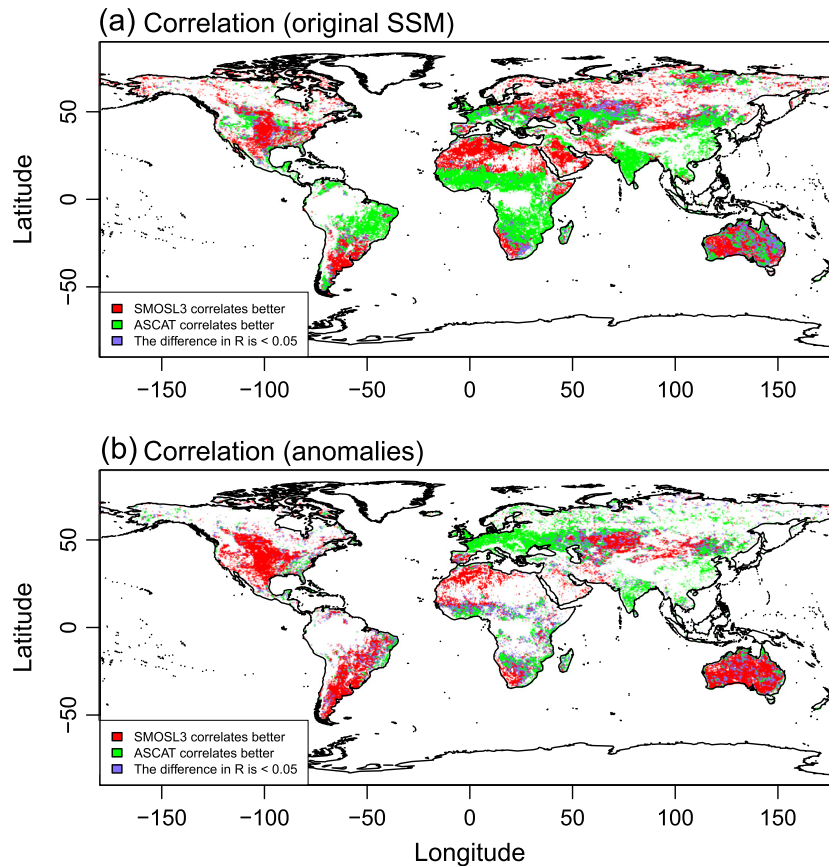 (a) Correlation (original SSM)
Latitude
50
0
−50
SMOSL3 correlates better
ASCAT correlates better
The difference in R is < 0.05
−150 −100 −50 0 50 100 150
(b) Correlation (anomalies)
Latitude
50
0
−50
SMOSL3 correlates better
ASCAT correlates better
The difference in R is < 0.05
−150 −100 −50 0 50 100 150
Longitude